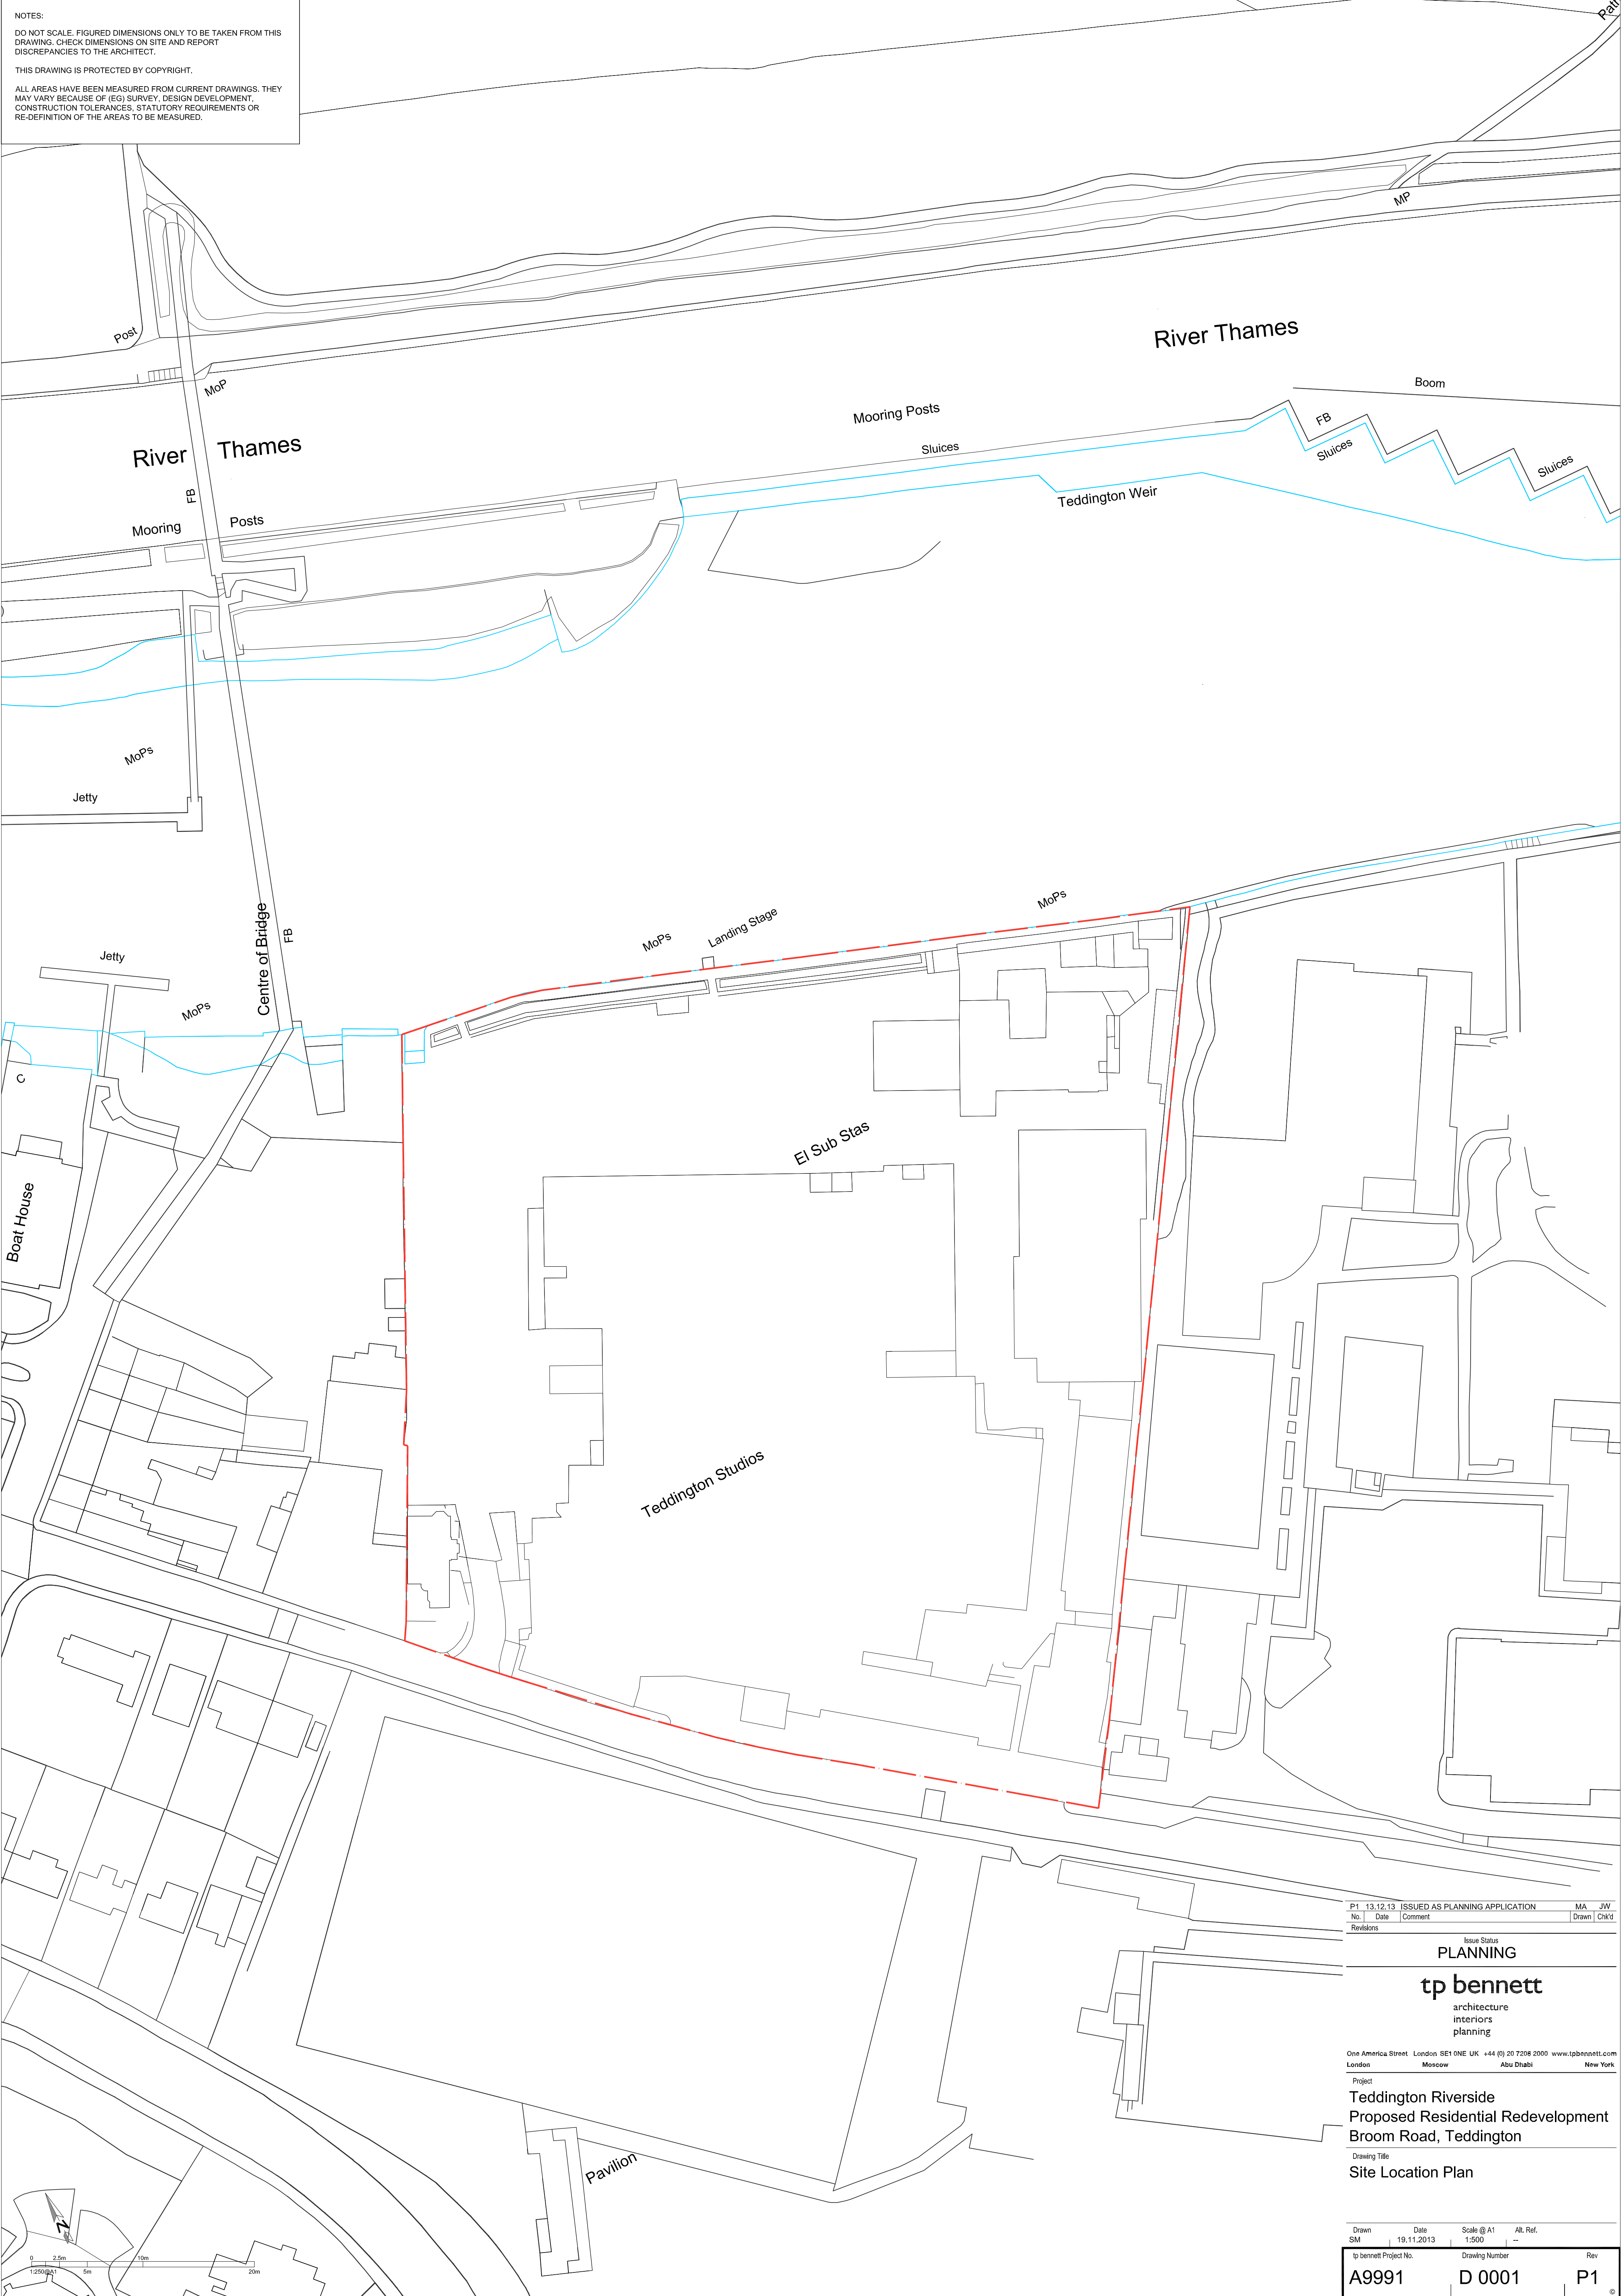 NOTES:
DO NOT SCALE. FIGURED DIMENSIONS ONLY TO BE TAKEN FROM THIS
DRAWING. CHECK DIMENSIONS ON SITE AND REPORT
DISCREPANCIES TO THE ARCHITECT.
THIS DRAWING IS PROTECTED BY COPYRIGHT.
ALL AREAS HAVE BEEN MEASURED FROM CURRENT DRAWINGS. THEY
MAY VARY BECAUSE OF (EG) SURVEY, DESIGN DEVELOPMENT,
CONSTRUCTION TOLERANCES, STATUTORY REQUIREMENTS OR
RE-DEFINITION OF THE AREAS TO BE MEASURED.
MP
Post
MoP
River Thames
Boom
Mooring Posts
FB
Sluices
Sluices
Sluices
River Thames
FB
Teddington Weir
Mooring Posts
MoPs
Jetty
MoPs
Landing Stage
MoPs
Centre of Bridge
FB
Jetty
MoPs
C
El Sub Stas
Boat House
Teddington Studios
Pavilion
N
0 2.5m 10m
1:250@A1 5m 20m
P1 13.12.13 ISSUED AS PLANNING APPLICATION MA JW
No. Date Comment Drawn Chk'd
Revisions
Issue Status
PLANNING
tp bennett
architecture
interiors
planning
One America Street London SE1 0NE UK +44 (0) 20 7208 2000 www.tpbennett.com
London Moscow Abu Dhabi New York
Project
Teddington Riverside
Proposed Residential Redevelopment
Broom Road, Teddington
Drawing Title
Site Location Plan
Drawn Date Scale @ A1 Alt. Ref.
SM 19.11.2013 1:500 --
tp bennett Project No. Drawing Number Rev
A9991 D 0001 P1
©